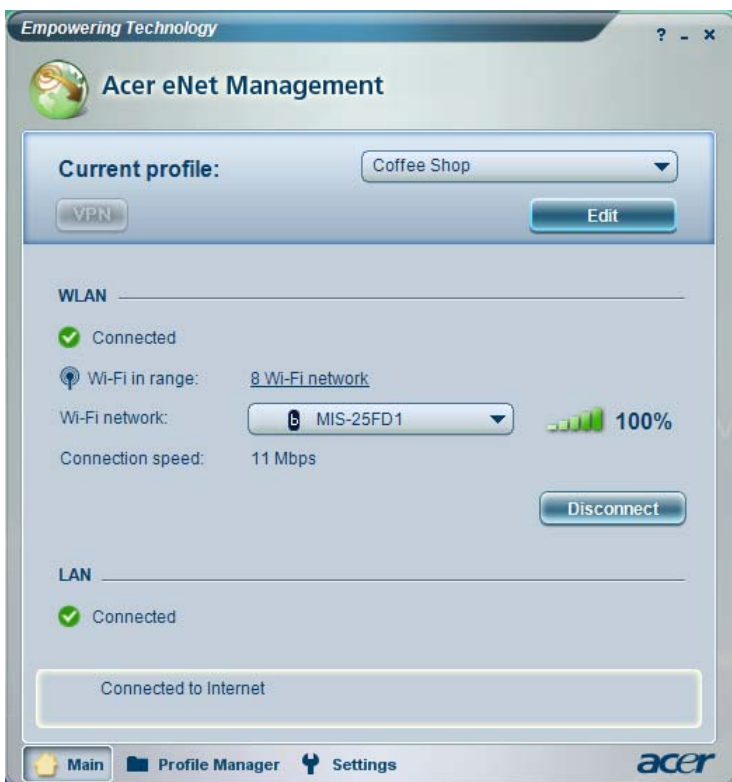 Empowering Technology
? - x
Acer eNet Management
Current profile: Coffee Shop
VPN Edit
WLAN
Connected
Wi-Fi in range: 8 Wi-Fi network
Wi-Fi network: b MIS-25FD1 100%
Connection speed: 11 Mbps
Disconnect
LAN
Connected
Connected to Internet
Main Profile Manager Settings acer